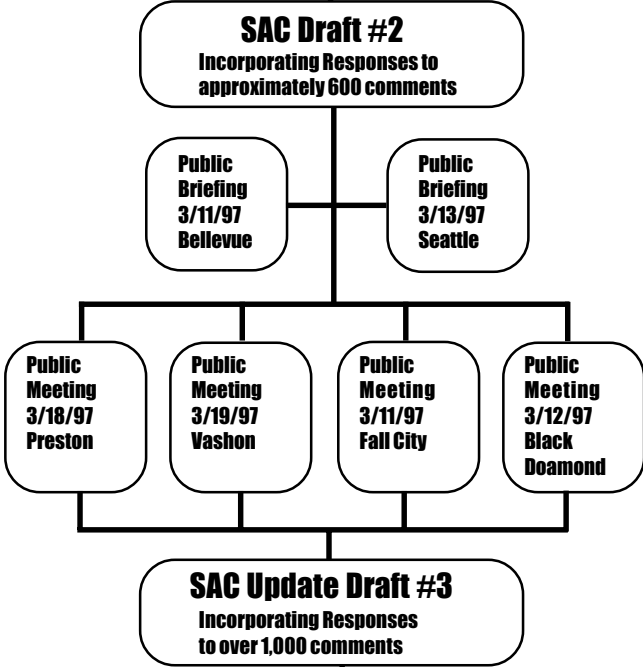 SAC Draft #2
Incorporating Responses to
approximately 600 comments
Public
Briefing
3/11/97
Bellevue
Public
Briefing
3/13/97
Seattle
Public
Meeting
3/18/97
Preston
Public
Meeting
3/19/97
Vashon
Public
Meeting
3/11/97
Fall City
Public
Meeting
3/12/97
Black
Doamond
SAC Update Draft #3
Incorporating Responses
to over 1,000 comments